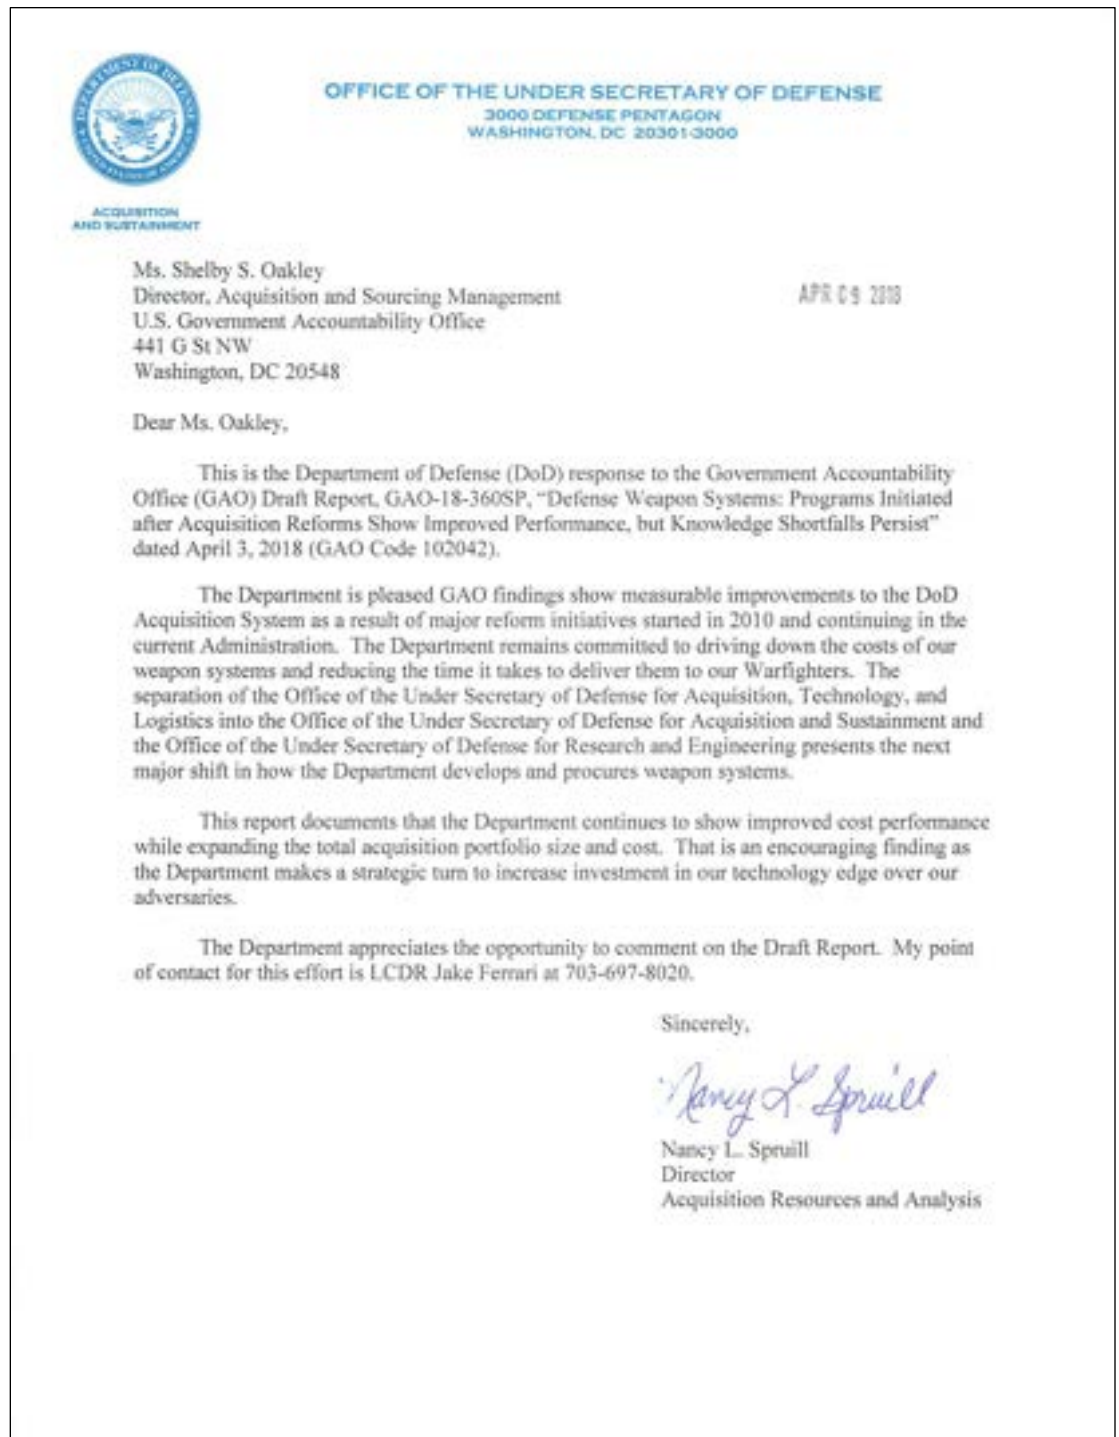 DEPARTMENT OF DEFENSE
UNITED STATES OF AMERICA
OFFICE OF THE UNDER SECRETARY OF DEFENSE
3000 DEFENSE PENTAGON
WASHINGTON, DC 20301-3000
ACQUISITION
AND SUSTAINMENT
Ms. Shelby S. Oakley
Director, Acquisition and Sourcing Management
U.S. Government Accountability Office
441 G St NW
Washington, DC 20548
APR 09 2018
Dear Ms. Oakley,
This is the Department of Defense (DoD) response to the Government Accountability
Office (GAO) Draft Report, GAO-18-360SP, “Defense Weapon Systems: Programs Initiated
after Acquisition Reforms Show Improved Performance, but Knowledge Shortfalls Persist”
dated April 3, 2018 (GAO Code 102042).
The Department is pleased GAO findings show measurable improvements to the DoD
Acquisition System as a result of major reform initiatives started in 2010 and continuing in the
current Administration. The Department remains committed to driving down the costs of our
weapon systems and reducing the time it takes to deliver them to our Warfighters. The
separation of the Office of the Under Secretary of Defense for Acquisition, Technology, and
Logistics into the Office of the Under Secretary of Defense for Acquisition and Sustainment and
the Office of the Under Secretary of Defense for Research and Engineering presents the next
major shift in how the Department develops and procures weapon systems.
This report documents that the Department continues to show improved cost performance
while expanding the total acquisition portfolio size and cost. That is an encouraging finding as
the Department makes a strategic turn to increase investment in our technology edge over our
adversaries.
The Department appreciates the opportunity to comment on the Draft Report. My point
of contact for this effort is LCDR Jake Ferrari at 703-697-8020.
Sincerely,
Nancy L. Spruill
Nancy L. Spruill
Director
Acquisition Resources and Analysis